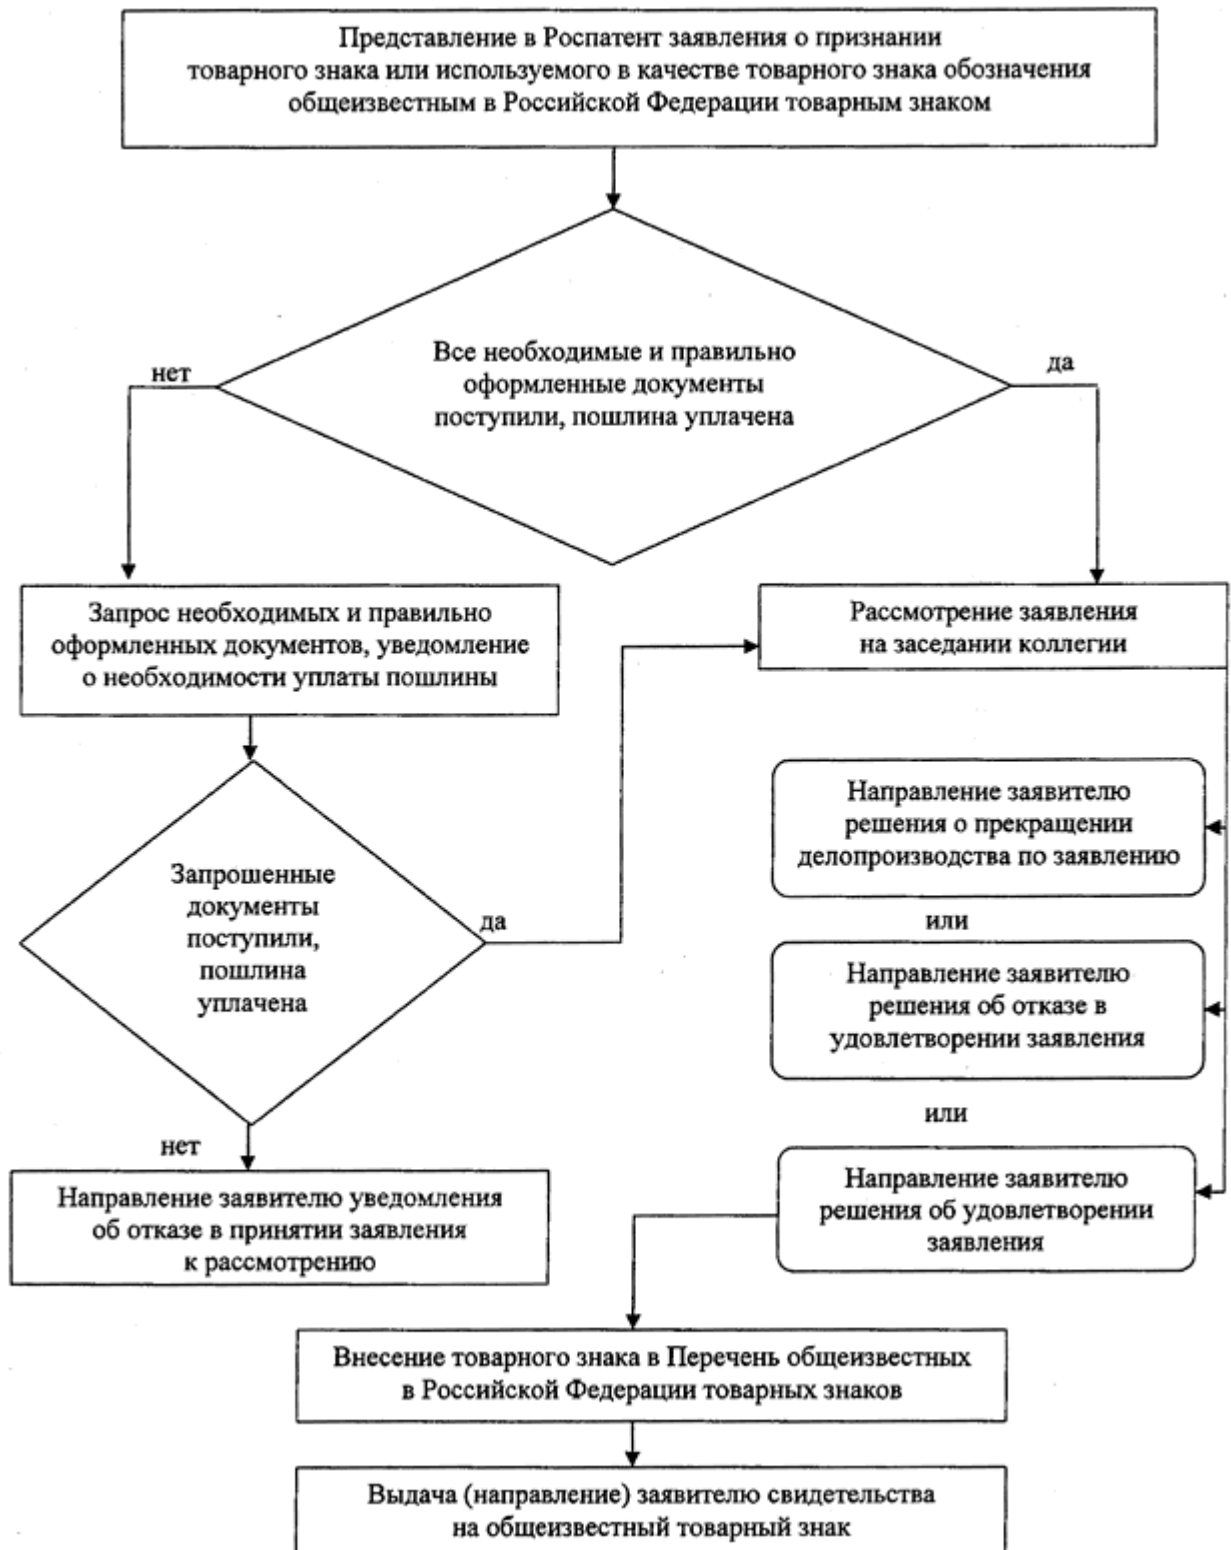 Представление в Роспатент заявления о признании
товарного знака или используемого в качестве товарного знака обозначения
общеизвестным в Российской Федерации товарным знаком
Все необходимые и правильно
оформленные документы
поступили, пошлина уплачена
нет
да
Запрос необходимых и правильно
оформленных документов, уведомление
о необходимости уплаты пошлины
Рассмотрение заявления
на заседании коллегии
Запрошенные
документы
поступили,
пошлина
уплачена
да
нет
Направление заявителю
решения о прекращении
делопроизводства по заявлению
или
Направление заявителю
решения об отказе в
удовлетворении заявления
или
Направление заявителю
решения об удовлетворении
заявления
Направление заявителю уведомления
об отказе в принятии заявления
к рассмотрению
Внесение товарного знака в Перечень общеизвестных
в Российской Федерации товарных знаков
Выдача (направление) заявителю свидетельства
на общеизвестный товарный знак